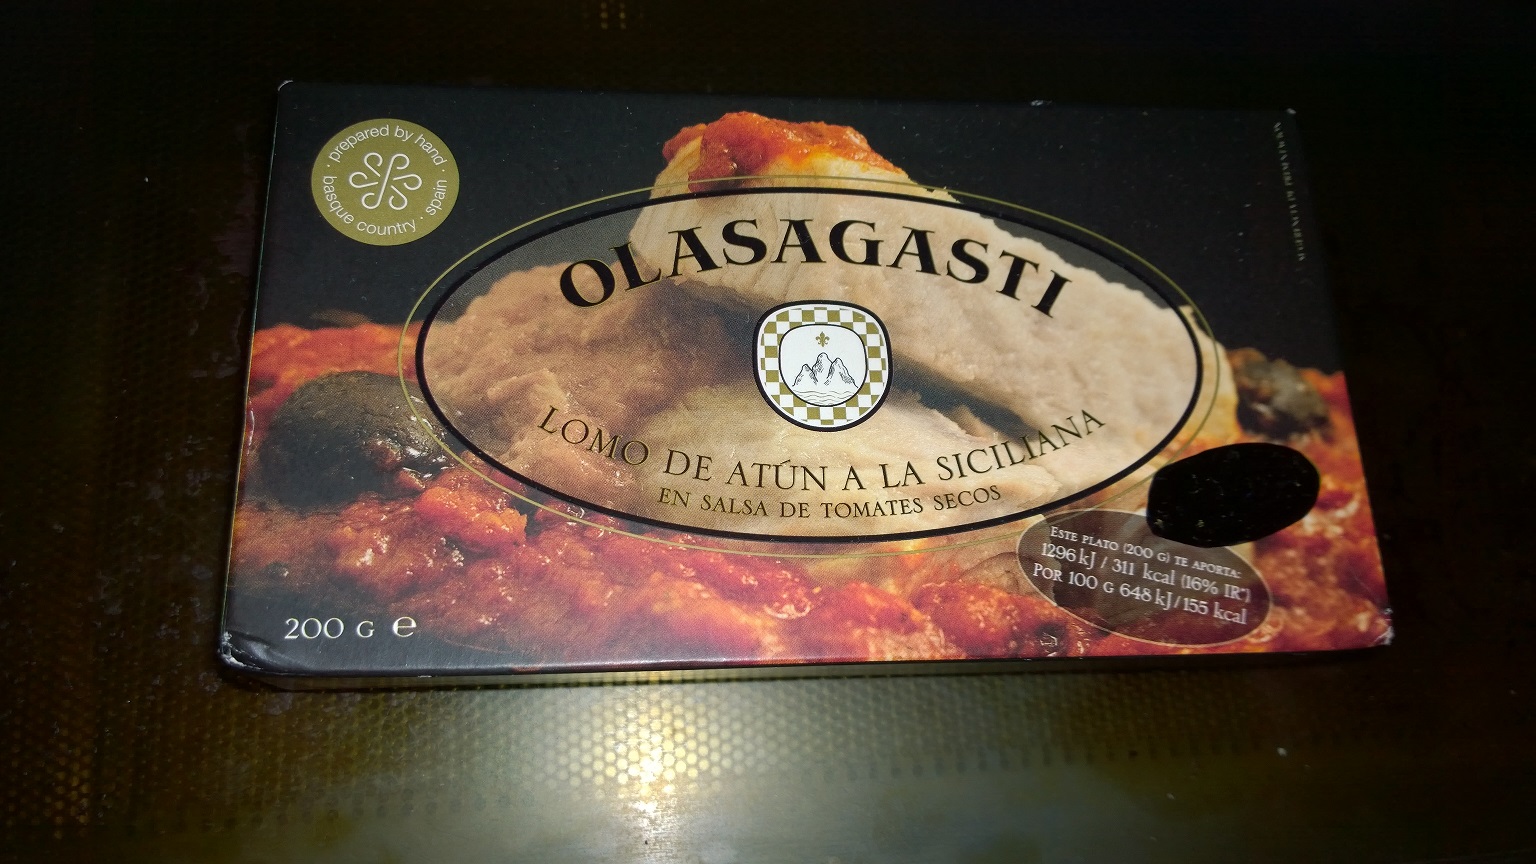 prepared by hand · basque country · spain ·
OLASAGASTI
LOMO DE ATÚN A LA SICILIANA
EN SALSA DE TOMATES SECOS
ESTE PLATO (200 G) TE APORTA:
1296 kJ / 311 kcal (16% IR*)
POR 100 G 648 kJ / 155 kcal
200 G ℮